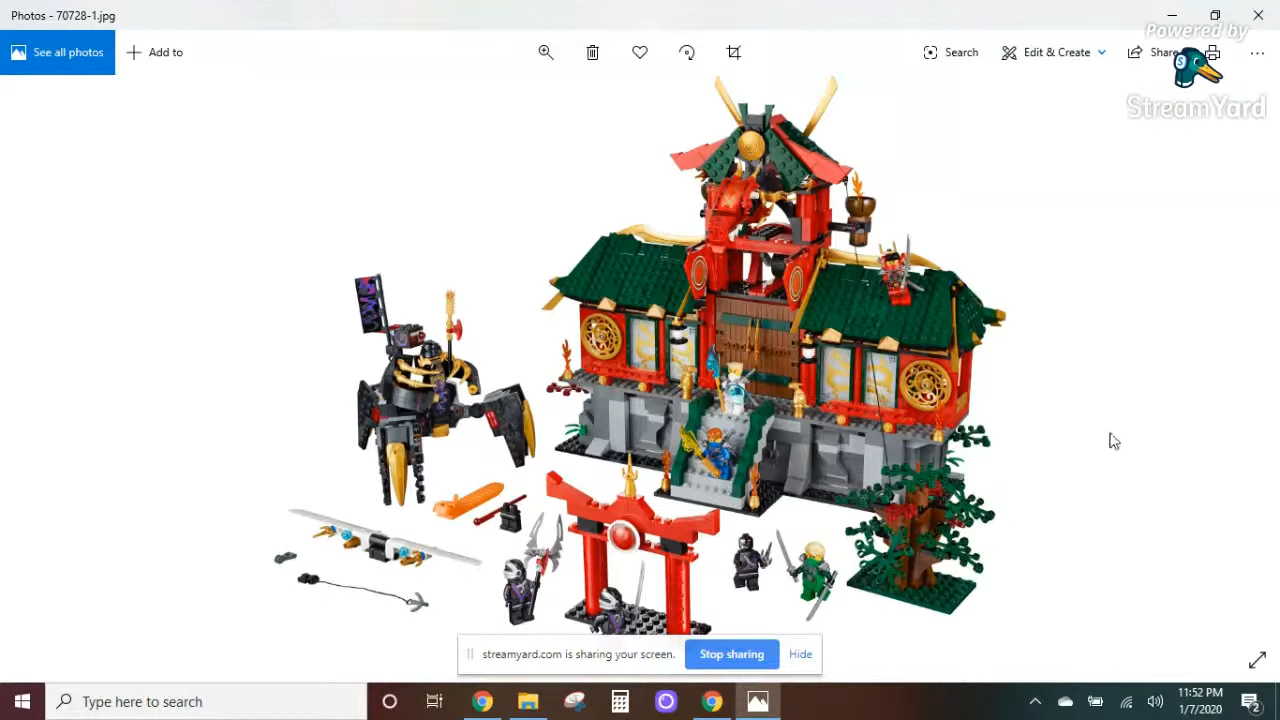 Photos - 70728-1.jpg
Powered by
See all photos
Add to
Search
Edit & Create
Share
StreamYard
streamyard.com is sharing your screen.
Stop sharing
Hide
Type here to search
11:52 PM
1/7/2020
2